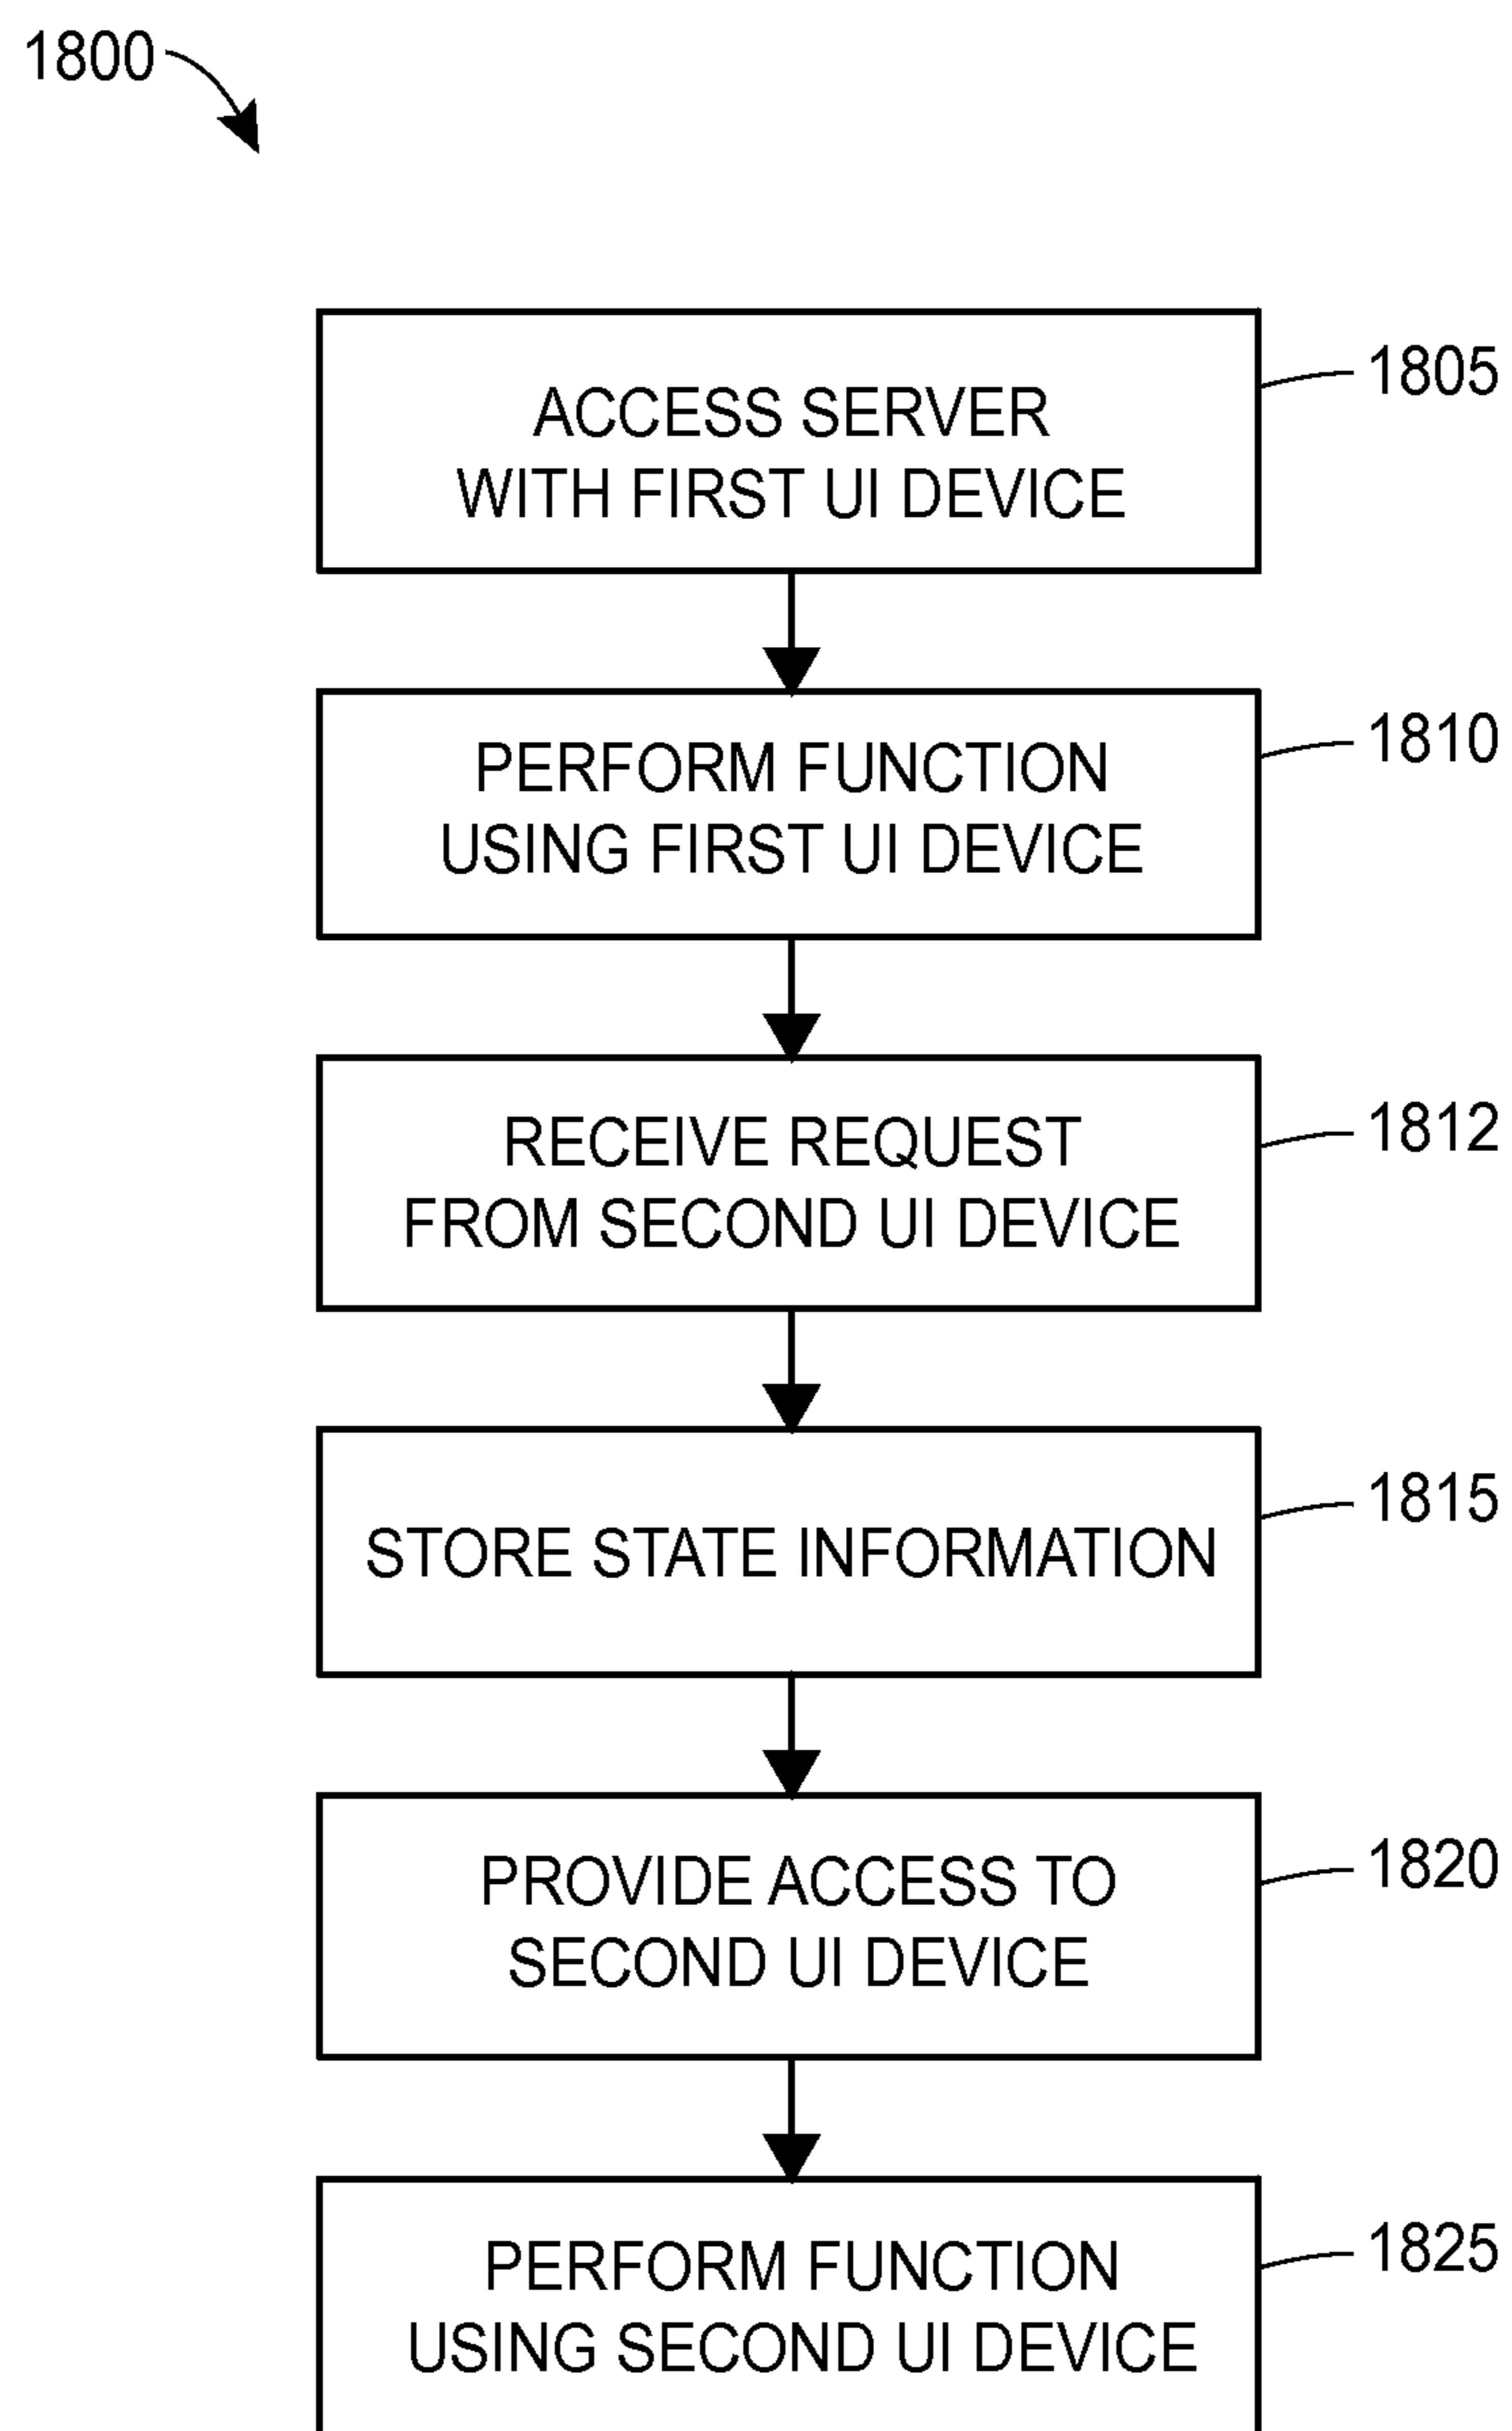 1800
ACCESS SERVER
WITH FIRST UI DEVICE
1805
PERFORM FUNCTION
USING FIRST UI DEVICE
1810
RECEIVE REQUEST
FROM SECOND UI DEVICE
1812
STORE STATE INFORMATION
1815
PROVIDE ACCESS TO
SECOND UI DEVICE
1820
PERFORM FUNCTION
USING SECOND UI DEVICE
1825